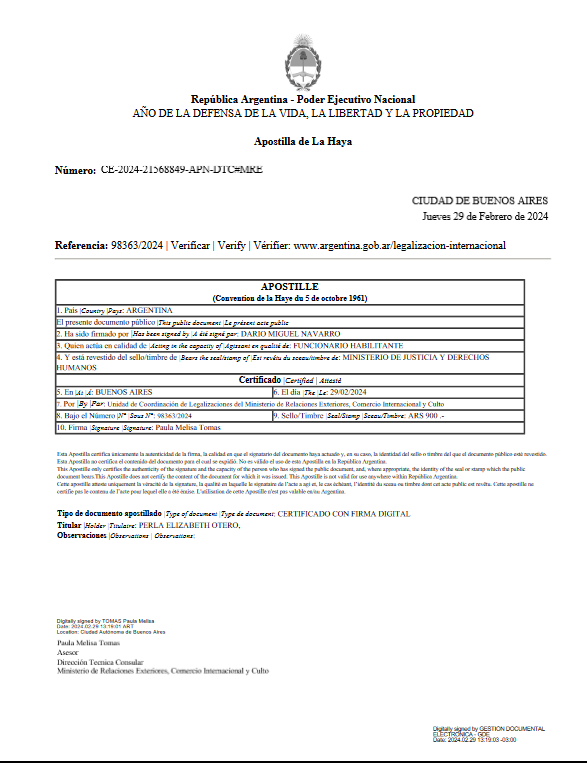 República Argentina - Poder Ejecutivo Nacional
AÑO DE LA DEFENSA DE LA VIDA, LA LIBERTAD Y LA PROPIEDAD
Apostilla de La Haya
Número: CE-2024-21568849-APN-DTC#MRE
CIUDAD DE BUENOS AIRES
Jueves 29 de Febrero de 2024
Referencia: 98363/2024 | Verificar | Verify | Vérifier: www.argentina.gob.ar/legalizacion-internacional
APOSTILLE
(Convention de la Haye du 5 de octobre 1961)
1. País |Country |Pays: ARGENTINA
El presente documento público |This public document |Le présent acte public
2. Ha sido firmado por |Has been signed by |A été signé par: DARIO MIGUEL NAVARRO
3. Quien actúa en calidad de |Acting in the capacity of |Agissant en qualité de: FUNCIONARIO HABILITANTE
4. Y está revestido del sello/timbre de |Bears the seal/stamp of |Est revêtu du sceau/timbre de: MINISTERIO DE JUSTICIA Y DERECHOS
HUMANOS
Certificado |Certified | Attesté
5. En |At |À: BUENOS AIRES 6. El día |The |Le: 29/02/2024
7. Por |By |Par: Unidad de Coordinación de Legalizaciones del Ministerio de Relaciones Exteriores, Comercio Internacional y Culto
8. Bajo el Número |N° |Sous N°: 98363/2024 9. Sello/Timbre |Seal/Stamp |Sceau/Timbre: ARS 900 .-
10. Firma |Signature |Signature: Paula Melisa Tomas
Esta Apostilla certifica únicamente la autenticidad de la firma, la calidad en que el signatario del documento haya actuado y, en su caso, la identidad del sello o timbre del que el documento público esté revestido.
Esta Apostilla no certifica el contenido del documento para el cual se expidió. No es válido el uso de esta Apostilla en la República Argentina.
This Apostille only certifies the authenticity of the signature and the capacity of the person who has signed the public document, and, where appropriate, the identity of the seal or stamp which the public
document bears.This Apostille does not certify the content of the document for which it was issued. This Apostille is not valid for use anywhere within República Argentina.
Cette apostille atteste uniquement la véracité de la signature, la qualité en laquelle le signataire de l'acte a agi et, le cas échéant, l'identité du sceau ou timbre dont cet acte public est revêtu. Cette apostille ne
certifie pas le contenu de l'acte pour lequel elle a été émise. L'utilisation de cette Apostille n'est pas valable en/au Argentina.
Tipo de documento apostillado |Type of document |Type de document: CERTIFICADO CON FIRMA DIGITAL
Titular |Holder |Titulaire: PERLA ELIZABETH OTERO,
Observaciones |Observations | Observations:
Digitally signed by TOMAS Paula Melisa
Date: 2024.02.29 13:19:01 ART
Location: Ciudad Autónoma de Buenos Aires
Paula Melisa Tomas
Asesor
Dirección Técnica Consular
Ministerio de Relaciones Exteriores, Comercio Internacional y Culto
Digitally signed by GESTION DOCUMENTAL
ELECTRONICA - GDE
Date: 2024.02.29 13:19:03 -03:00